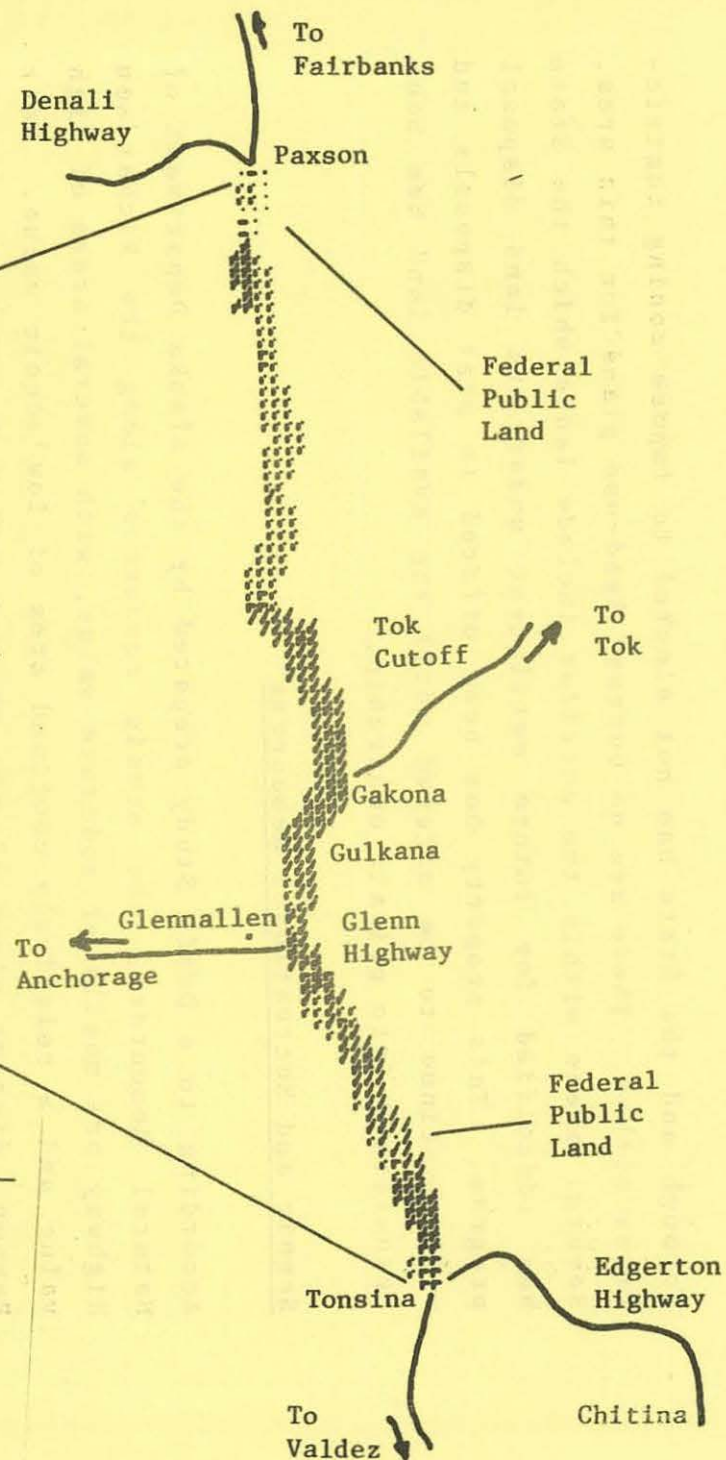 To
Fairbanks
Denali
Highway
Paxson
Federal
Public
Land
Tok
Cutoff
To
Tok
Gakona
Gulkana
Glennallen
Glenn
Highway
To
Anchorage
Federal
Public
Land
Tonsina
Edgerton
Highway
Chitina
To
Valdez